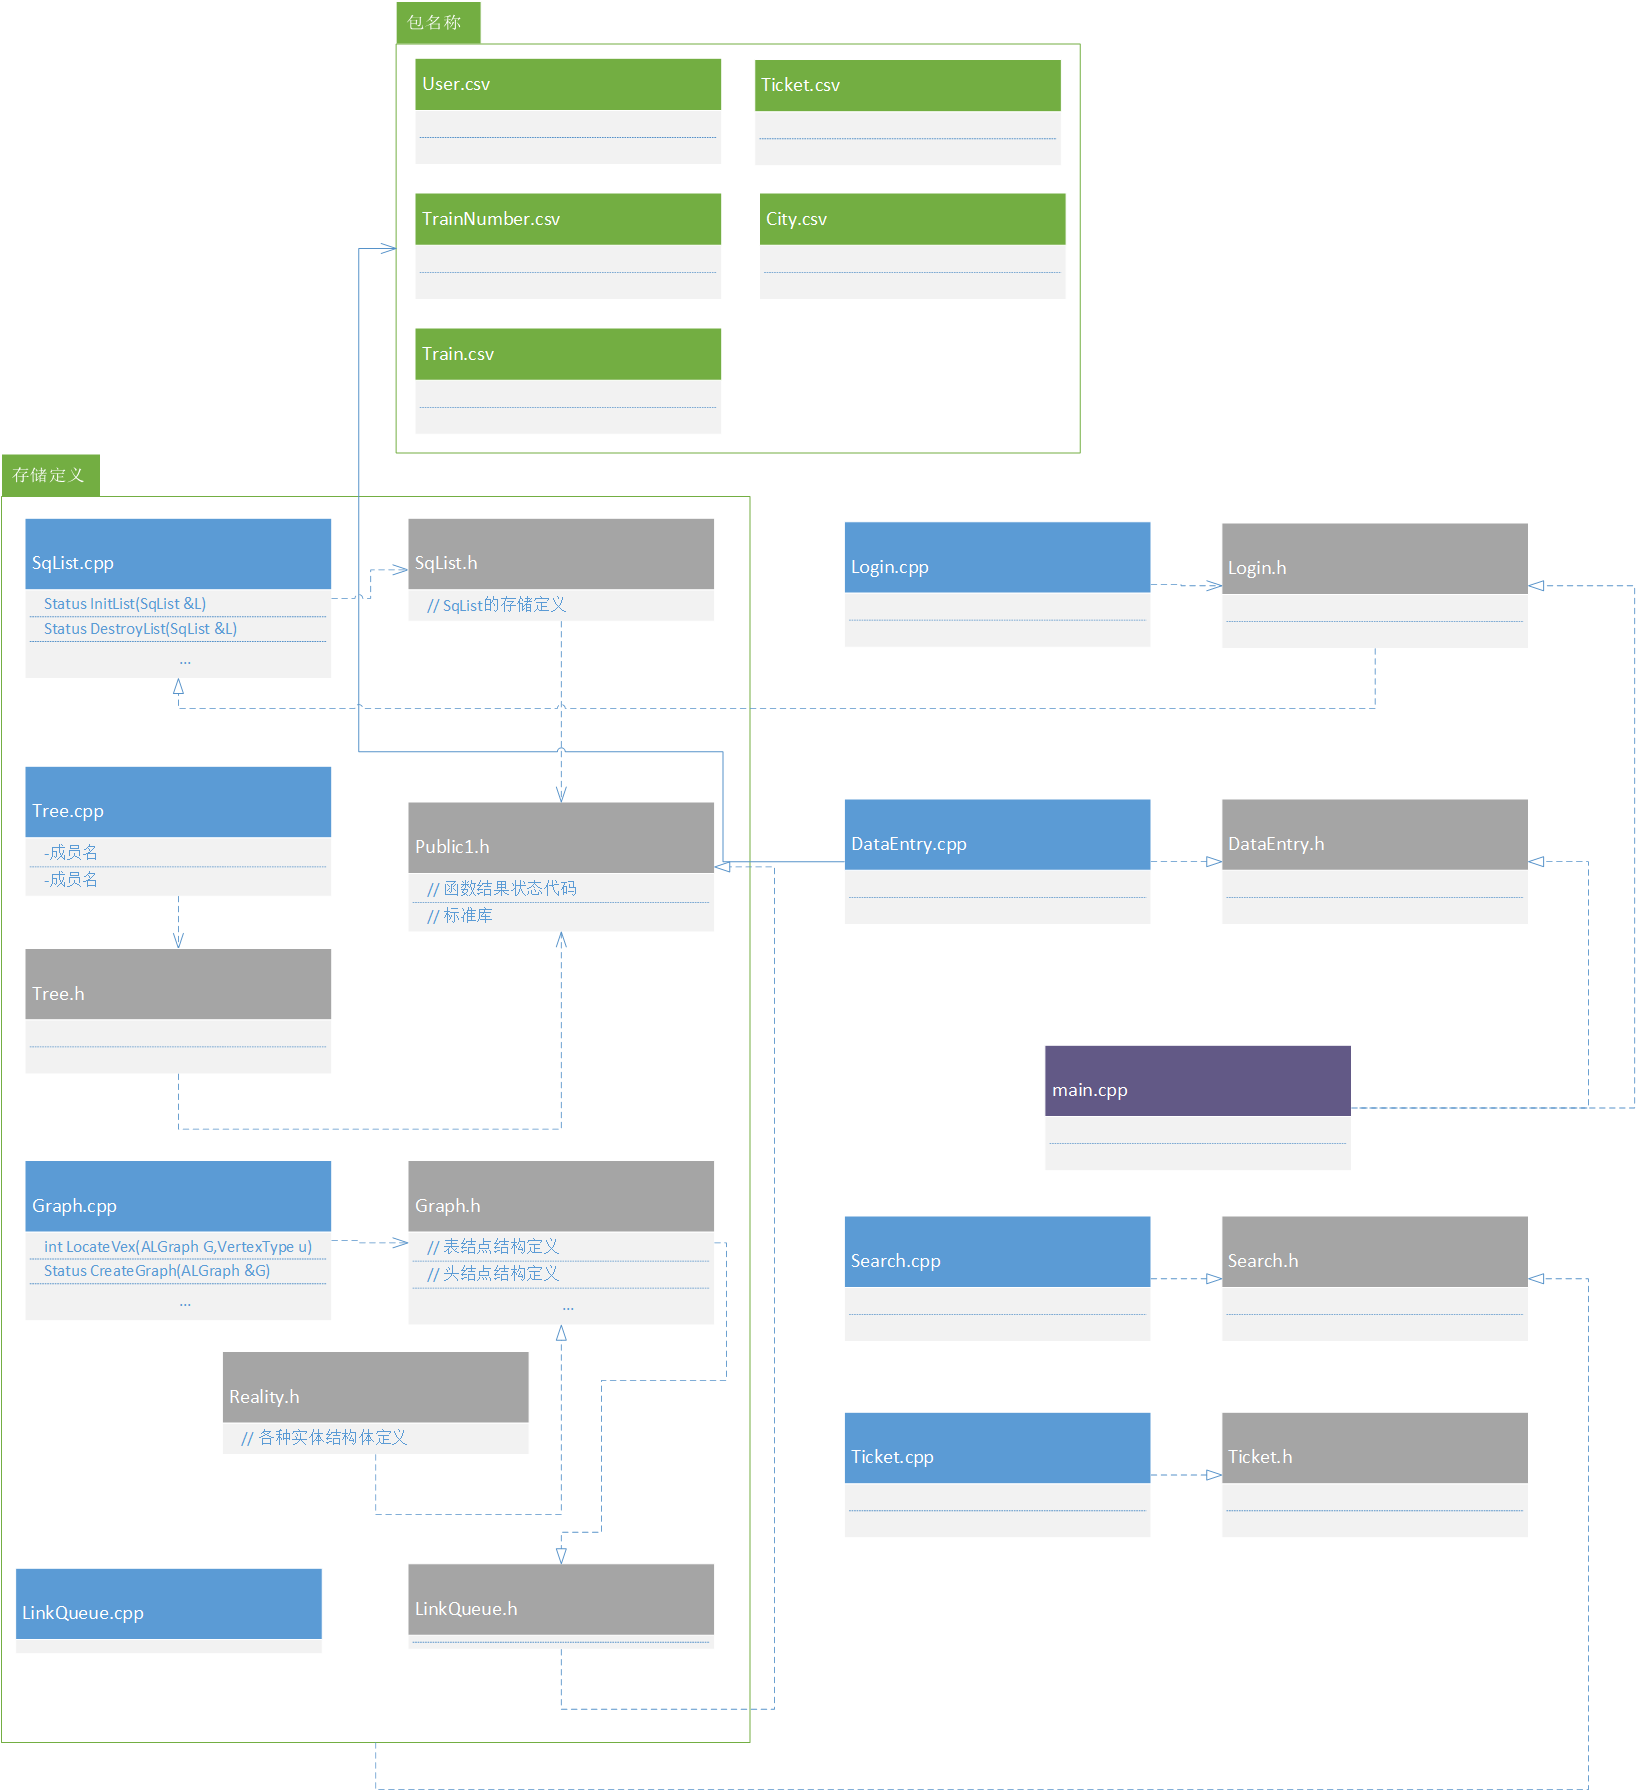 包名称
User.csv
Ticket.csv
TrainNumber.csv
City.csv
Train.csv
存储定义
SqList.cpp
Status InitList(SqList &L)
Status DestroyList(SqList &L)
...
SqList.h
// SqList的存储定义
Login.cpp
Login.h
Tree.cpp
-成员名
-成员名
Public1.h
// 函数结果状态代码
// 标准库
DataEntry.cpp
DataEntry.h
Tree.h
main.cpp
Graph.cpp
int LocateVex(ALGraph G,VertexType u)
Status CreateGraph(ALGraph &G)
...
Graph.h
// 表结点结构定义
// 头结点结构定义
...
Search.cpp
Search.h
Reality.h
// 各种实体结构体定义
Ticket.cpp
Ticket.h
LinkQueue.cpp
LinkQueue.h